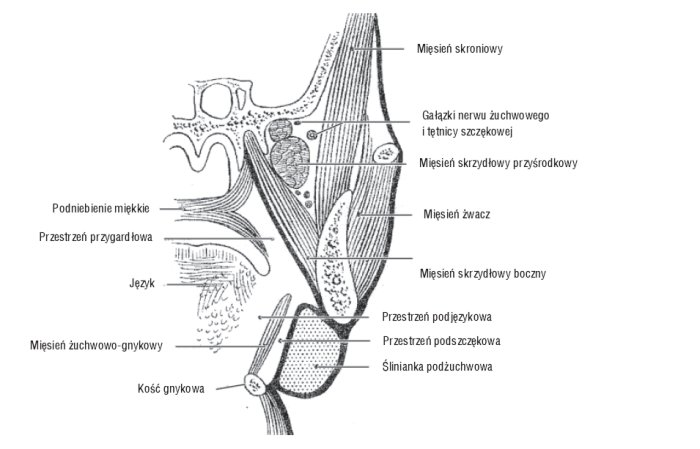 Mięsień skroniowy
Gałązki nerwu żuchwowego
i tętnicy szczękowej
Mięsień skrzydłowy przyśrodkowy
Podniebienie miękkie
Mięsień żwacz
Przestrzeń przygardłowa
Mięsień skrzydłowy boczny
Język
Przestrzeń podjęzykowa
Przestrzeń podszczękowa
Mięsień żuchwowo-gnykowy
Ślinianka podżuchwowa
Kość gnykowa